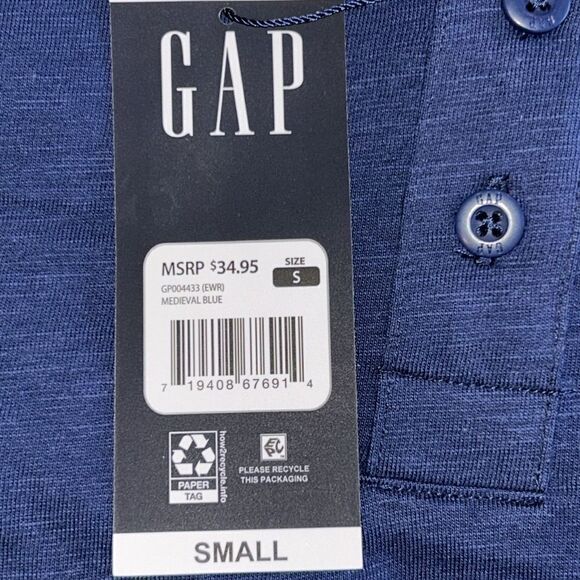 GAP
MSRP $34.95
SIZE
S
GP004433 (EWR)
MEDIEVAL BLUE
7 19408 67691 4
how2recycle.info
PAPER
TAG
PLEASE RECYCLE
THIS PACKAGING
SMALL
GAP
GAP